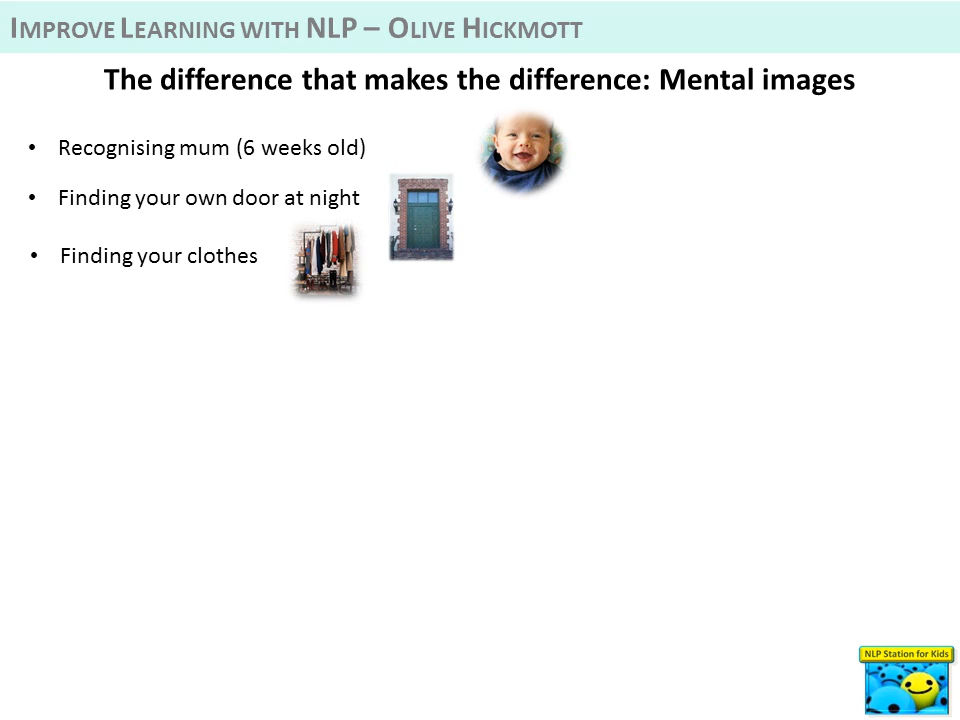 IMPROVE LEARNING WITH NLP – OLIVE HICKMOTT
The difference that makes the difference: Mental images
• Recognising mum (6 weeks old)
• Finding your own door at night
• Finding your clothes
NLP Station for Kids